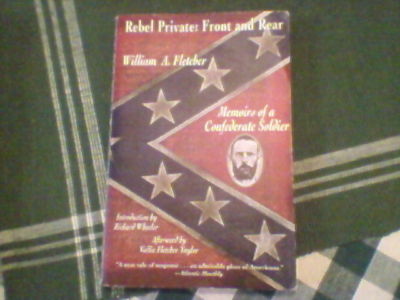 Rebel Private: Front and Rear
William A. Fletcher
Memoirs of a
Confederate Soldier
Introduction by
Richard Wheeler
Afterword by
Vallie Fletcher Taylor
"A true tale of suspense . . . an admirable piece of Americana."
—Atlantic Monthly